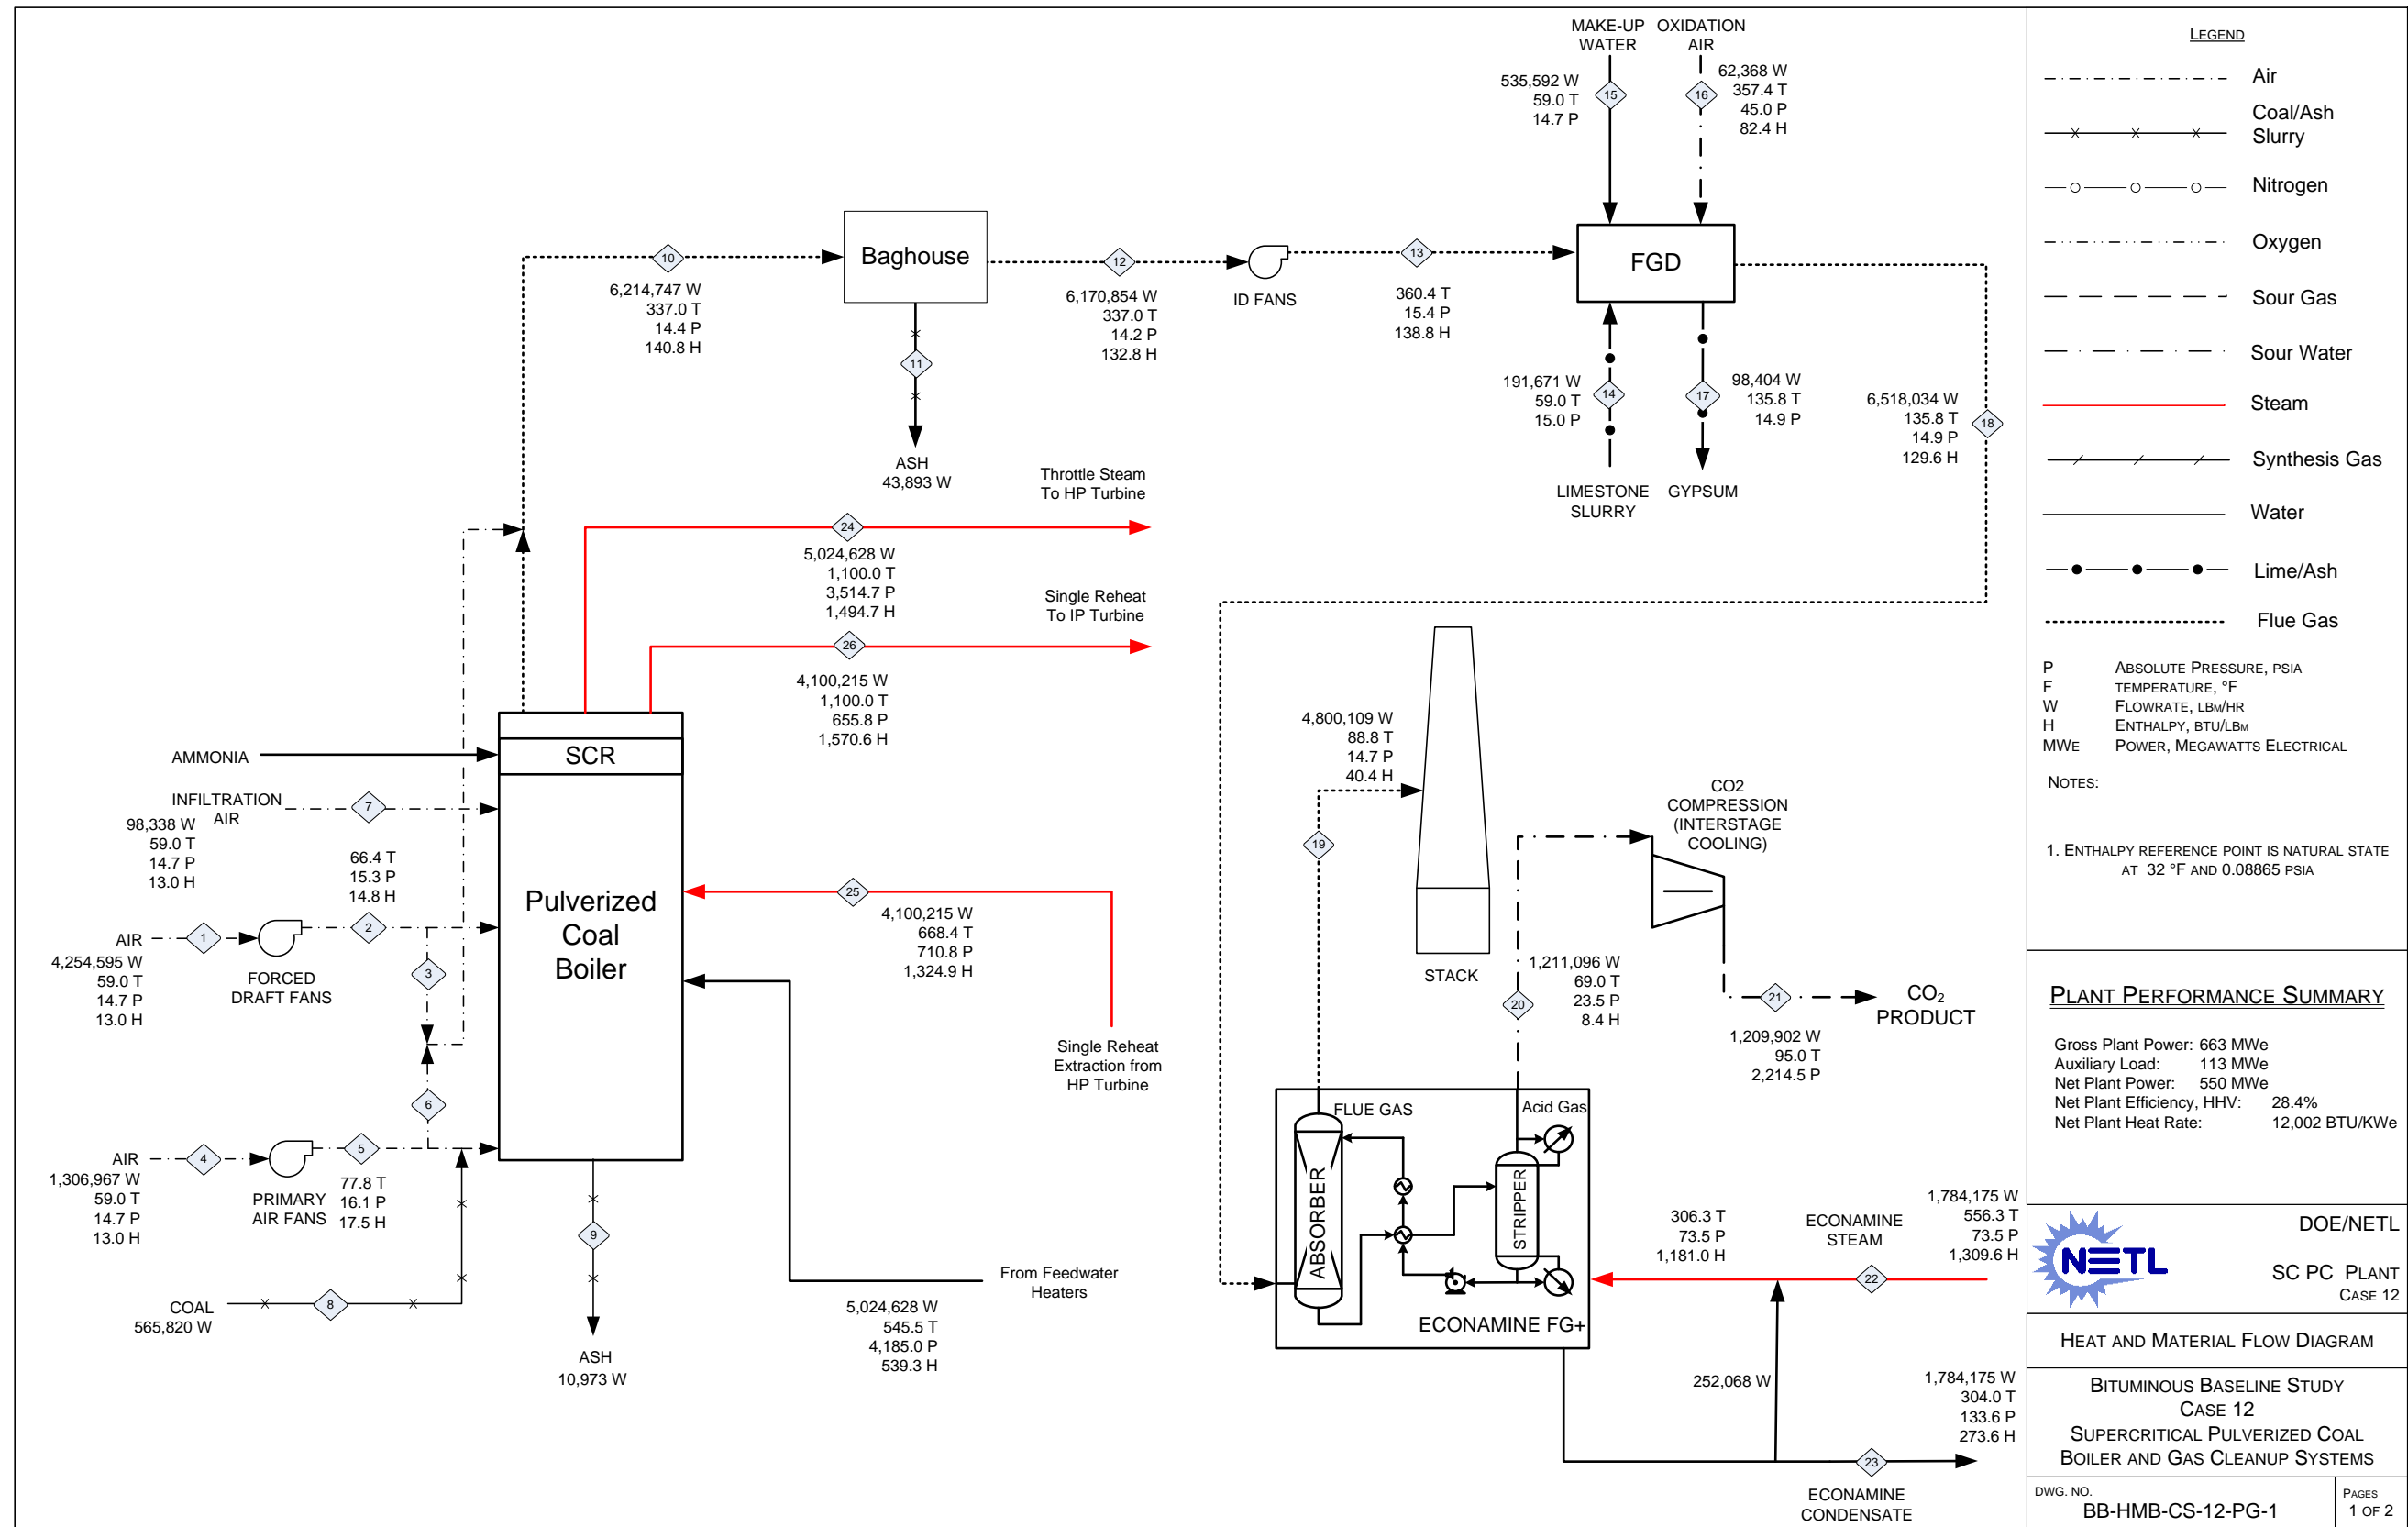 MAKE-UP
WATER
OXIDATION
AIR
535,592 W
59.0 T
14.7 P
15
62,368 W
357.4 T
45.0 P
82.4 H
16
10
6,214,747 W
337.0 T
14.4 P
140.8 H
Baghouse
12
6,170,854 W
337.0 T
14.2 P
132.8 H
ID FANS
13
360.4 T
15.4 P
138.8 H
FGD
11
ASH
43,893 W
191,671 W
59.0 T
15.0 P
14
LIMESTONE
SLURRY
98,404 W
135.8 T
14.9 P
17
GYPSUM
6,518,034 W
135.8 T
14.9 P
129.6 H
18
Throttle Steam
To HP Turbine
24
5,024,628 W
1,100.0 T
3,514.7 P
1,494.7 H
Single Reheat
To IP Turbine
26
4,100,215 W
1,100.0 T
655.8 P
1,570.6 H
AMMONIA
SCR
INFILTRATION
AIR
7
98,338 W
59.0 T
14.7 P
13.0 H
66.4 T
15.3 P
14.8 H
Pulverized
Coal
Boiler
AIR
1
2
4,254,595 W
59.0 T
14.7 P
13.0 H
FORCED
DRAFT FANS
3
6
AIR
4
5
1,306,967 W
59.0 T
14.7 P
13.0 H
PRIMARY
AIR FANS
77.8 T
16.1 P
17.5 H
COAL
565,820 W
8
9
ASH
10,973 W
25
4,100,215 W
668.4 T
710.8 P
1,324.9 H
Single Reheat
Extraction from
HP Turbine
From Feedwater
Heaters
5,024,628 W
545.5 T
4,185.0 P
539.3 H
4,800,109 W
88.8 T
14.7 P
40.4 H
19
STACK
CO2
COMPRESSION
(INTERSTAGE
COOLING)
1,211,096 W
69.0 T
23.5 P
8.4 H
20
21
CO2
PRODUCT
1,209,902 W
95.0 T
2,214.5 P
FLUE GAS
Acid Gas
ABSORBER
STRIPPER
ECONAMINE FG+
306.3 T
73.5 P
1,181.0 H
ECONAMINE
STEAM
1,784,175 W
556.3 T
73.5 P
1,309.6 H
22
252,068 W
1,784,175 W
304.0 T
133.6 P
273.6 H
23
ECONAMINE
CONDENSATE
LEGEND
Air
Coal/Ash
Slurry
Nitrogen
Oxygen
Sour Gas
Sour Water
Steam
Synthesis Gas
Water
Lime/Ash
Flue Gas
P ABSOLUTE PRESSURE, PSIA
F TEMPERATURE, °F
W FLOWRATE, LBM/HR
H ENTHALPY, BTU/LBM
MWE POWER, MEGAWATTS ELECTRICAL
NOTES:
1. ENTHALPY REFERENCE POINT IS NATURAL STATE
AT 32 °F AND 0.08865 PSIA
PLANT PERFORMANCE SUMMARY
Gross Plant Power: 663 MWe
Auxiliary Load: 113 MWe
Net Plant Power: 550 MWe
Net Plant Efficiency, HHV: 28.4%
Net Plant Heat Rate: 12,002 BTU/KWe
NETL
DOE/NETL
SC PC PLANT
CASE 12
HEAT AND MATERIAL FLOW DIAGRAM
BITUMINOUS BASELINE STUDY
CASE 12
SUPERCRITICAL PULVERIZED COAL
BOILER AND GAS CLEANUP SYSTEMS
DWG. NO.
BB-HMB-CS-12-PG-1
PAGES
1 OF 2